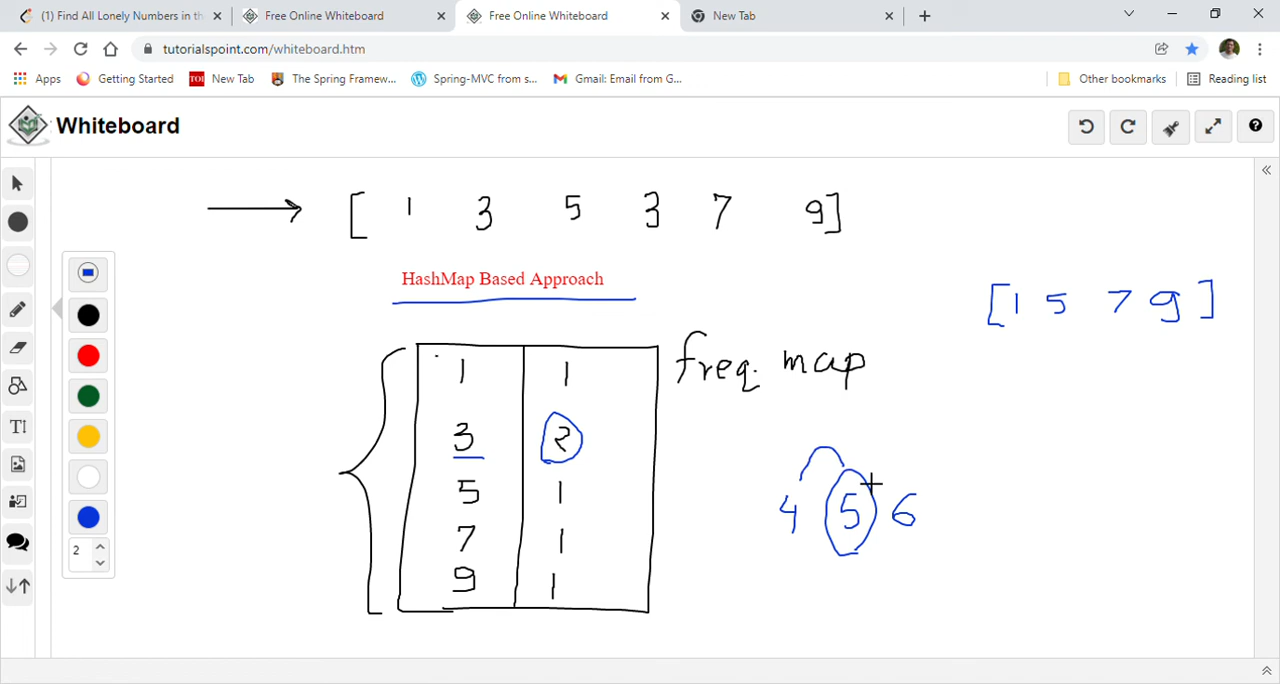 (1) Find All Lonely Numbers in th
Free Online Whiteboard
Free Online Whiteboard
New Tab
tutorialspoint.com/whiteboard.htm
Apps
Getting Started
TOI
New Tab
The Spring Framew...
Spring-MVC from s...
Gmail: Email from G...
Other bookmarks
Reading list
Whiteboard
[ 1 3 5 3 7 9]
HashMap Based Approach
[1 5 7 9 ]
freq. map
1 1
3 2
5 1
7 1
9 1
4 5 6
2